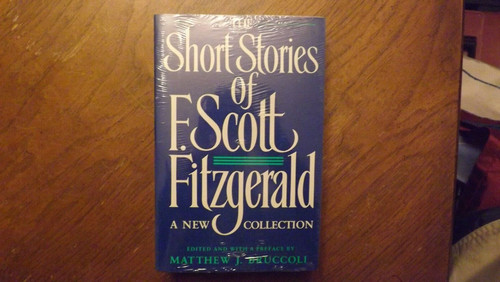 The
Short Stories
of
F. Scott
Fitzgerald
A NEW COLLECTION
EDITED AND WITH A PREFACE BY
MATTHEW J. BRUCCOLI